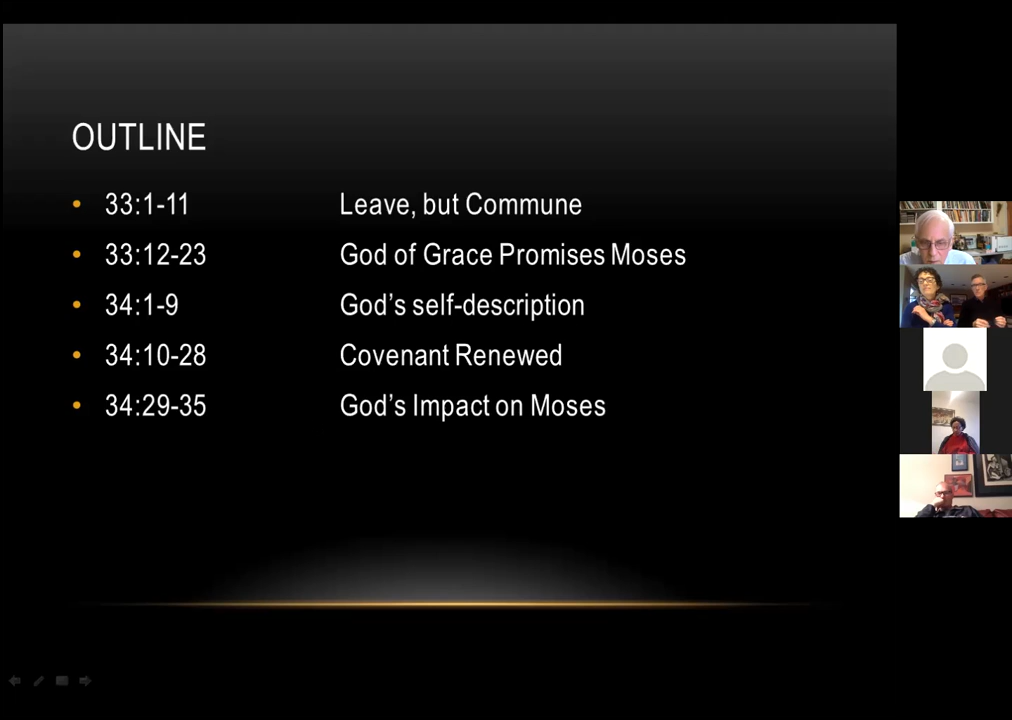 OUTLINE
• 33:1-11 Leave, but Commune
• 33:12-23 God of Grace Promises Moses
• 34:1-9 God’s self-description
• 34:10-28 Covenant Renewed
• 34:29-35 God’s Impact on Moses